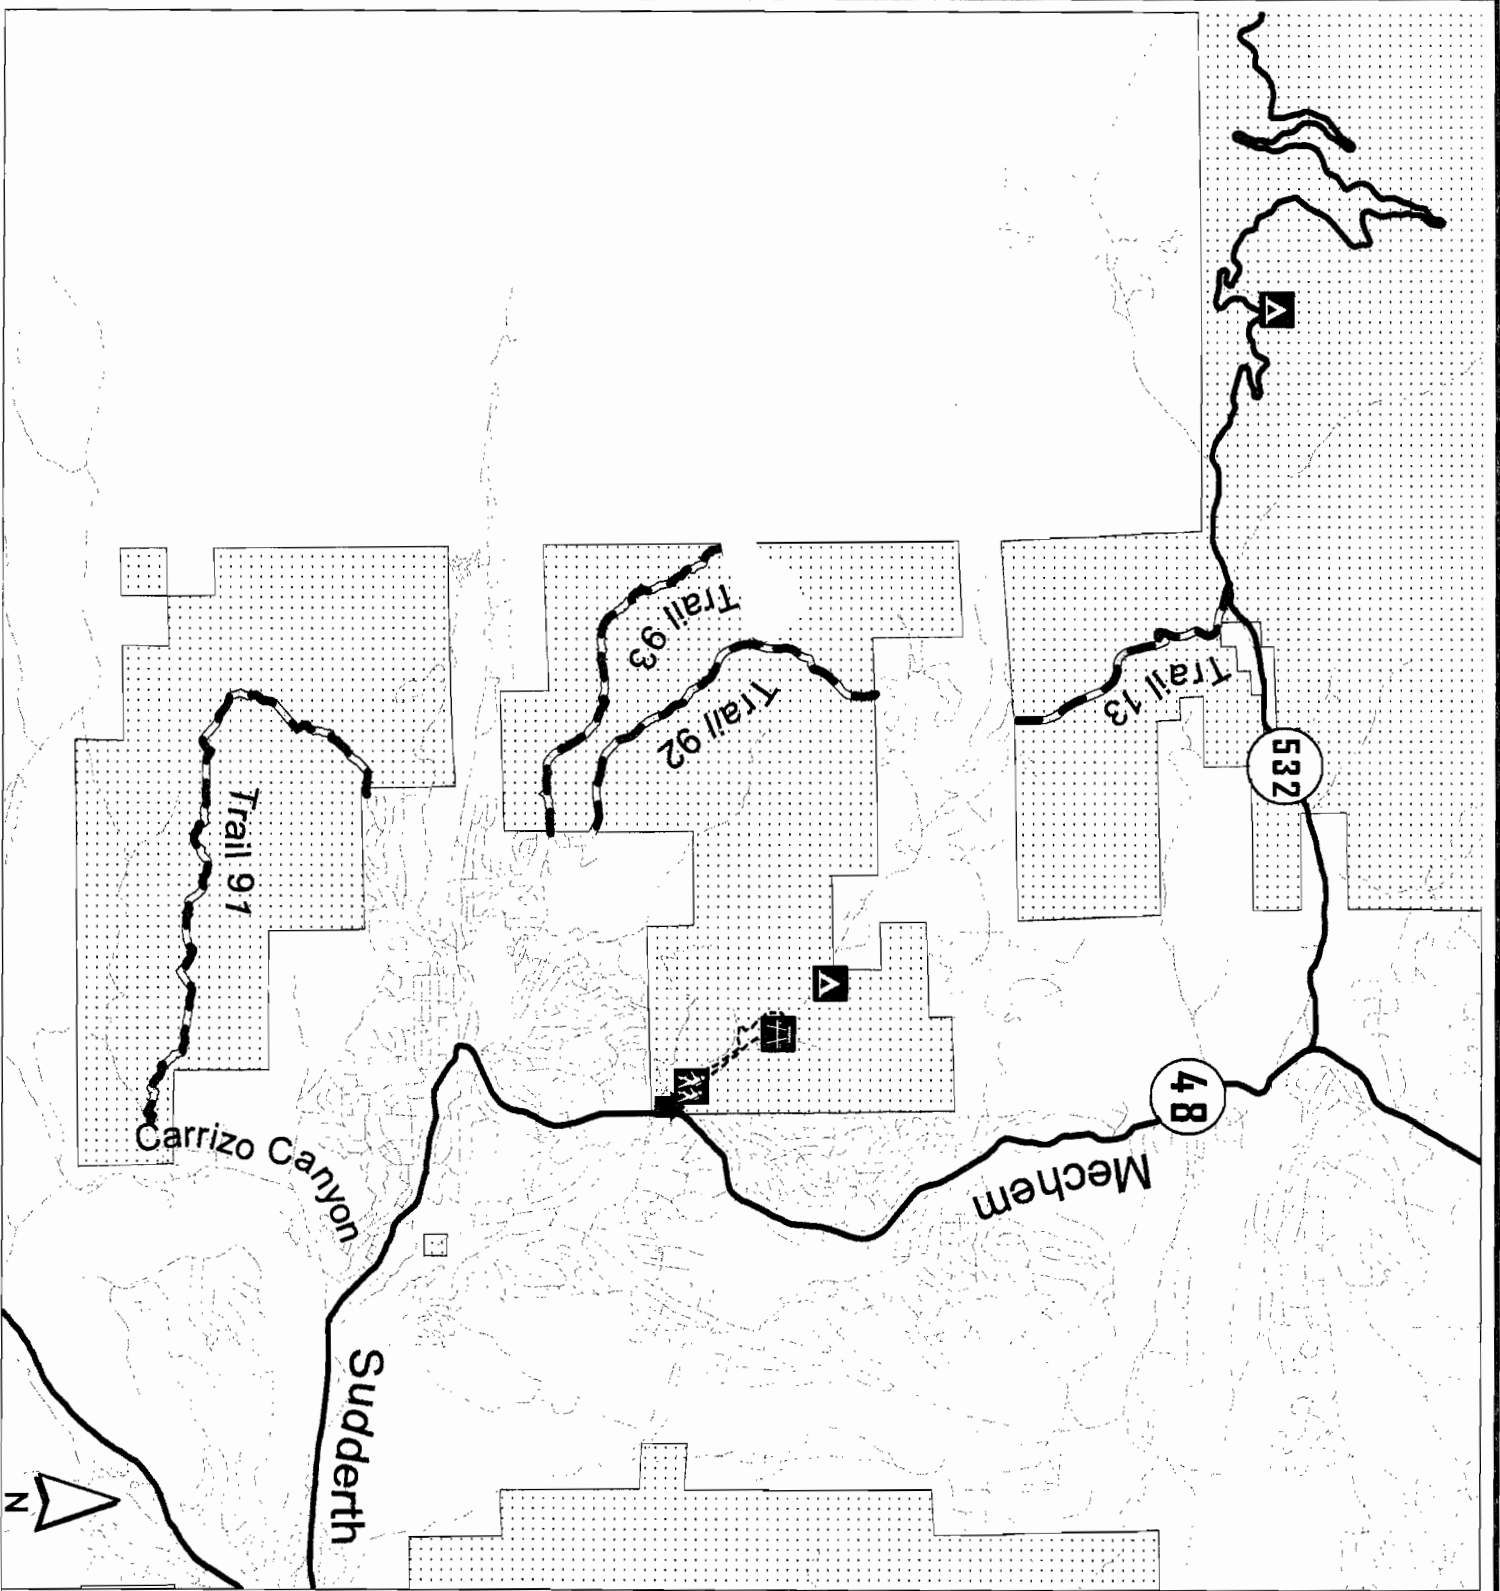 532
Trail 13
Trail 93
Trail 92
Trail 91
48
Mechem
Carrizo Canyon
Sudderth
N